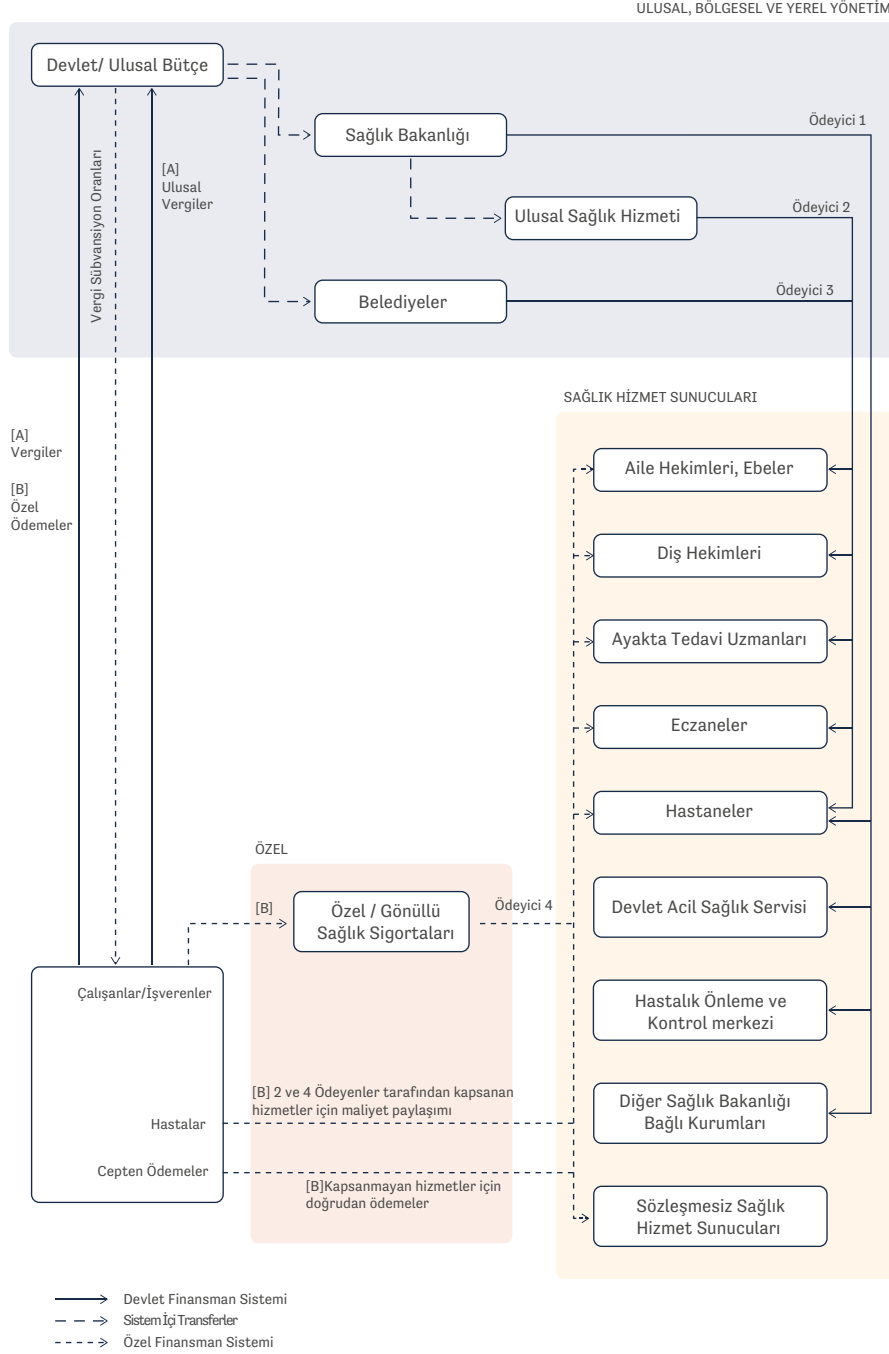 ULUSAL, BÖLGESEL VE YEREL YÖNETİM
Devlet/ Ulusal Bütçe
Sağlık Bakanlığı
Ödeyici 1
Vergi Sübvansiyon Oranları
[A]
Ulusal
Vergiler
Ulusal Sağlık Hizmeti
Ödeyici 2
Belediyeler
Ödeyici 3
SAĞLIK HİZMET SUNUCULARI
[A]
Vergiler
[B]
Özel
Ödemeler
Aile Hekimleri, Ebeler
Diş Hekimleri
Ayakta Tedavi Uzmanları
Eczaneler
Hastaneler
ÖZEL
[B]
Özel / Gönüllü
Sağlık Sigortaları
Ödeyici 4
Devlet Acil Sağlık Servisi
Çalışanlar/İşverenler
Hastalık Önleme ve
Kontrol merkezi
[B] 2 ve 4 Ödeyenler tarafından kapsanan
hizmetler için maliyet paylaşımı
Hastalar
Diğer Sağlık Bakanlığı
Bağlı Kurumları
Cepten Ödemeler
[B]Kapsanmayan hizmetler için
doğrudan ödemeler
Sözleşmesiz Sağlık
Hizmet Sunucuları
Devlet Finansman Sistemi
Sistem İçi Transferler
Özel Finansman Sistemi